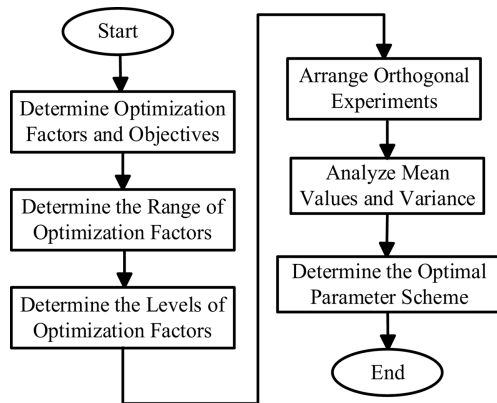 Start
Determine Optimization
Factors and Objectives
Determine the Range of
Optimization Factors
Determine the Levels of
Optimization Factors
Arrange Orthogonal
Experiments
Analyze Mean
Values and Variance
Determine the Optimal
Parameter Scheme
End